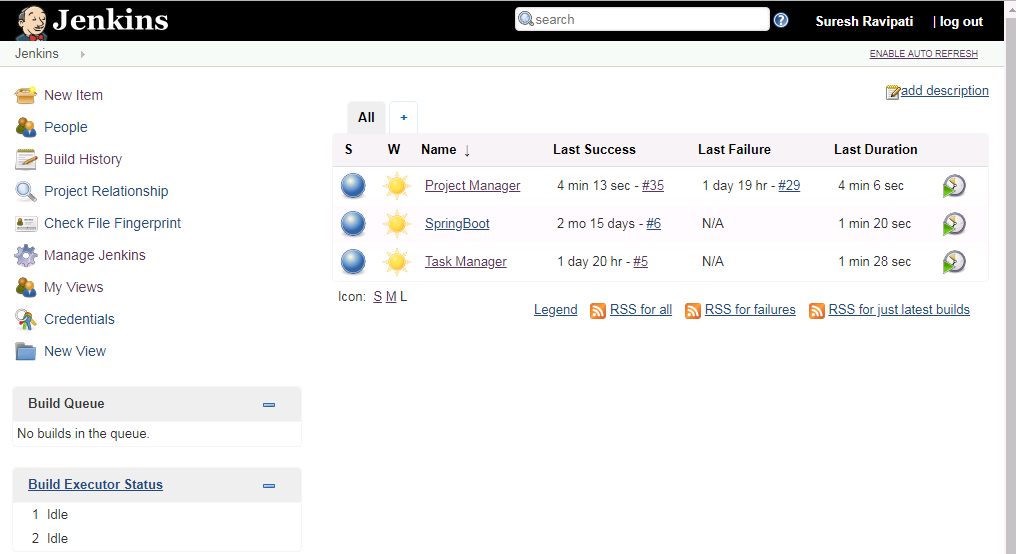 Jenkins
search
Suresh Ravipati
| log out
Jenkins
ENABLE AUTO REFRESH
New Item
People
Build History
Project Relationship
Check File Fingerprint
Manage Jenkins
My Views
Credentials
New View
Build Queue
No builds in the queue.
Build Executor Status
1 Idle
2 Idle
add description
All +
S W Name ↓ Last Success Last Failure Last Duration
Project Manager 4 min 13 sec - #35 1 day 19 hr - #29 4 min 6 sec
SpringBoot 2 mo 15 days - #6 N/A 1 min 20 sec
Task Manager 1 day 20 hr - #5 N/A 1 min 28 sec
Icon: S M L
Legend RSS for all RSS for failures RSS for just latest builds